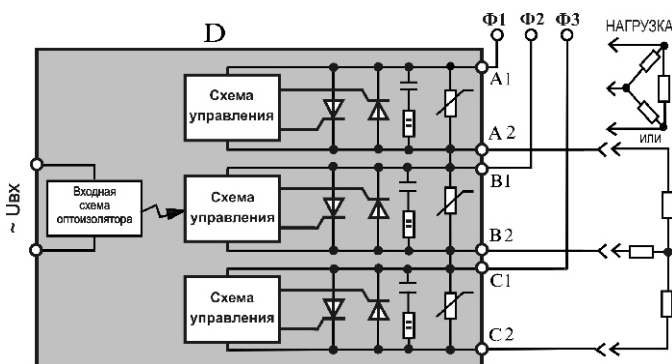 D
Ф1 Ф2 Ф3
НАГРУЗКА
Схема
управления
A1
A2
ИЛИ
~ Uвх
Входная
схема
оптоизолятора
Схема
управления
B1
B2
Схема
управления
C1
C2